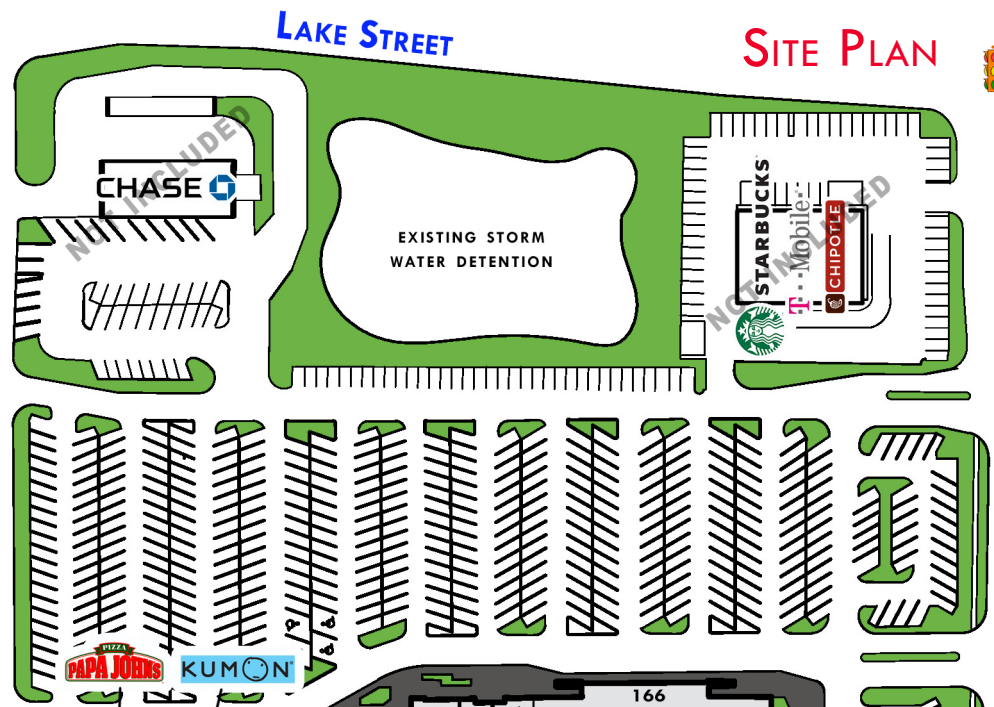 LAKE STREET
SITE PLAN
NOT INCLUDED
CHASE
EXISTING STORM
WATER DETENTION
NOT INCLUDED
STARBUCKS
T Mobile
CHIPOTLE
PIZZA
PAPA JOHNS
KUMON
166